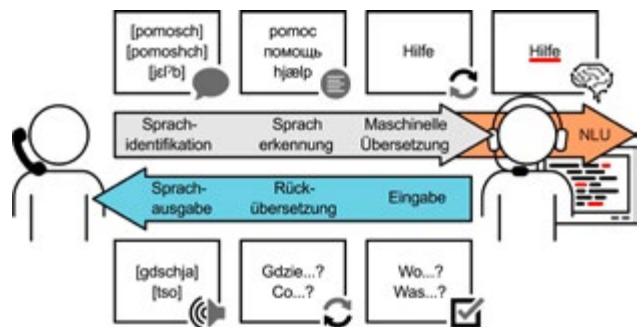 [pomosch]
[pomoshch]
[jɛlʲb]
pomoc
помощь
hjælp
Hilfe
Hilfe
Sprach-
identifikation
Sprach
erkennung
Maschinelle
Übersetzung
NLU
Sprach-
ausgabe
Rück-
übersetzung
Eingabe
[gdschja]
[tso]
Gdzie...?
Co...?
Wo...?
Was...?